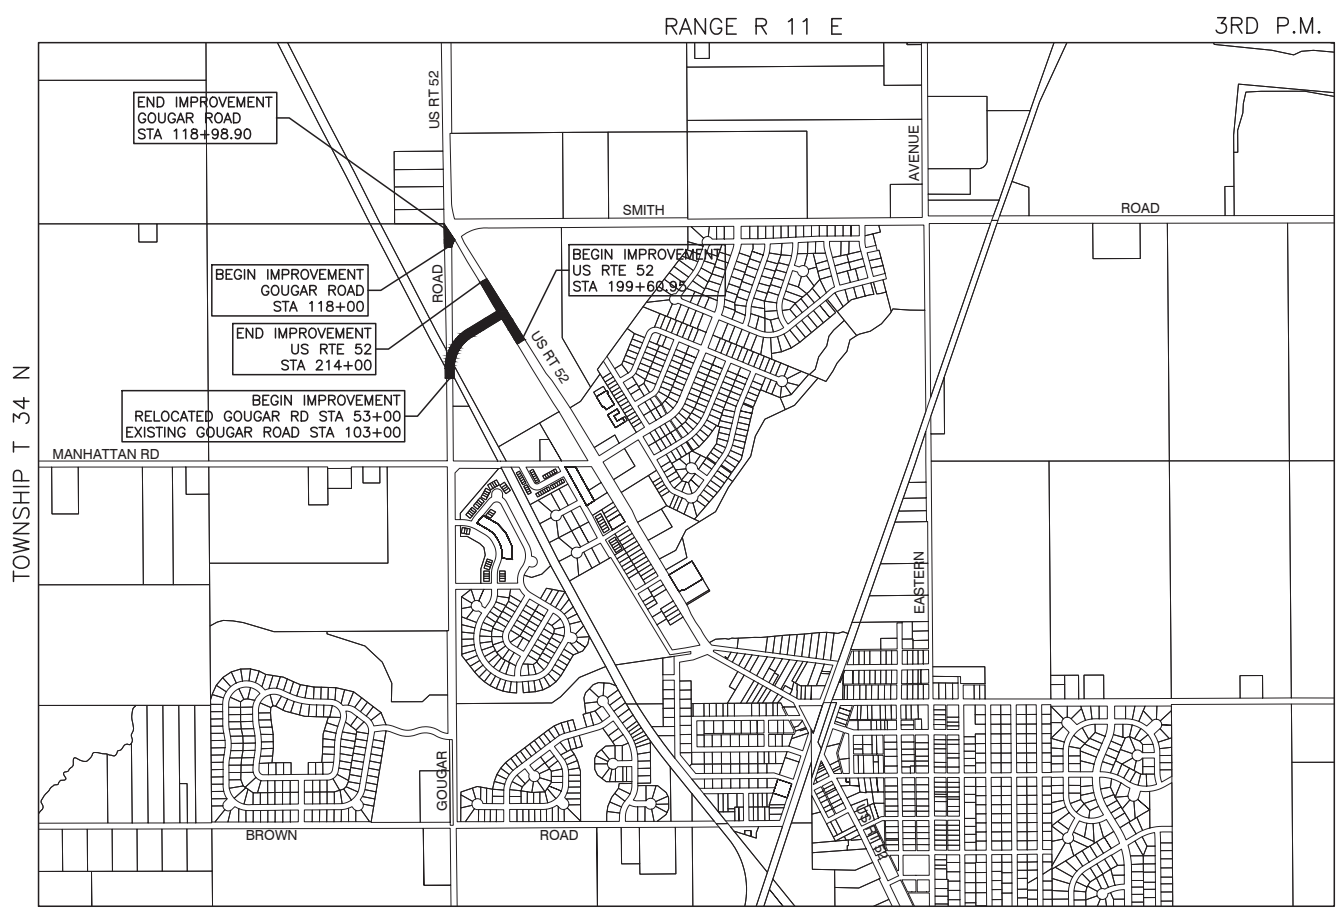 RANGE R 11 E
3RD P.M.
US RT 52
END IMPROVEMENT
GOUGAR ROAD
STA 118+98.90
AVENUE
SMITH
ROAD
BEGIN IMPROVEMENT
US RTE 52
STA 199+60.95
BEGIN IMPROVEMENT
GOUGAR ROAD
STA 118+00
ROAD
END IMPROVEMENT
US RTE 52
STA 214+00
US RT 52
BEGIN IMPROVEMENT
RELOCATED GOUGAR RD STA 53+00
EXISTING GOUGAR ROAD STA 103+00
TOWNSHIP T 34 N
MANHATTAN RD
EASTERN
GOUGAR
BROWN
ROAD
US RT 52